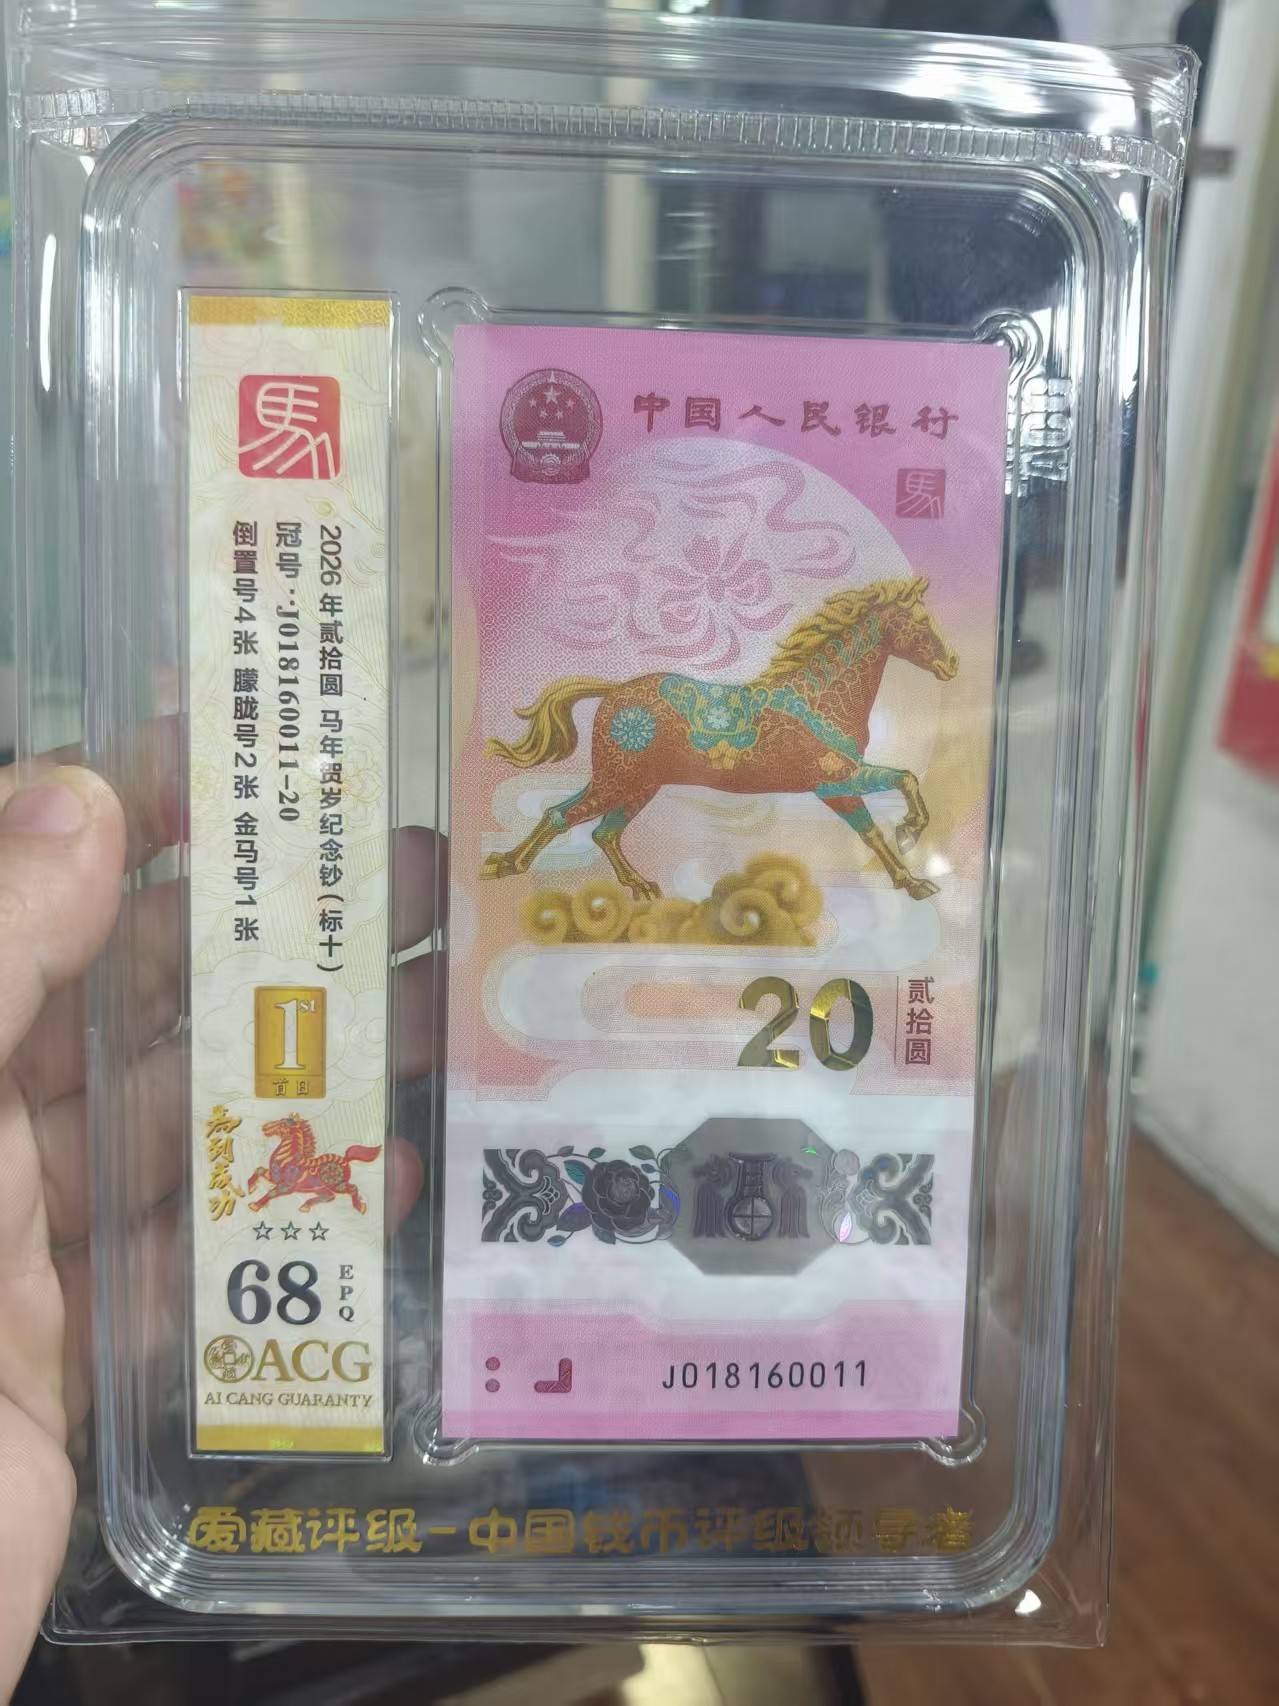 馬
2026年贰拾圆 马年贺岁纪念钞(标十)
冠号:J018160011-20
倒置号4张 朦胧号2张 金马号1张
1st
首日
馬到成功
68
EPQ
ACG
AI CANG GUARANTY
中国人民银行
馬
20
贰拾圆
J018160011
ACG
爱藏评级-中国钱币评级领导者